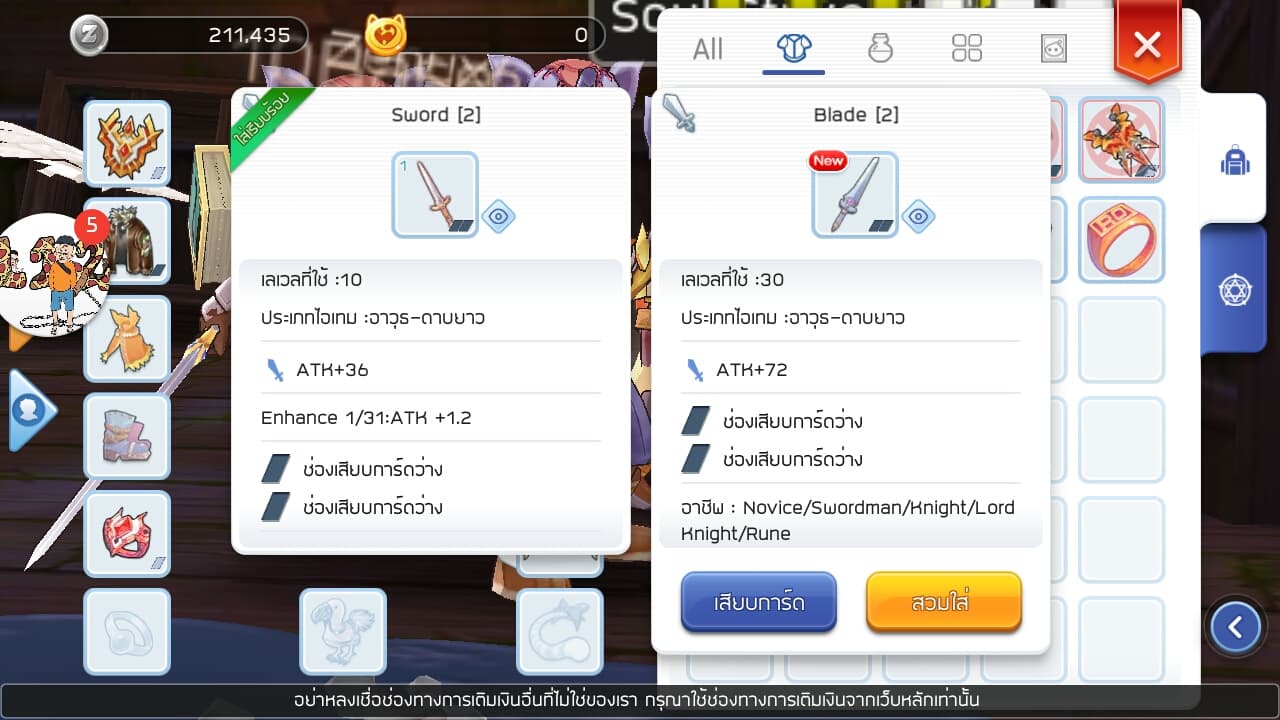 211,435
0
All
5
ใส่เรียบร้อย
Sword [2]
1
เลเวลที่ใช้ :10
ประเภทไอเทม :อาวุธ-ดาบยาว
ATK+36
Enhance 1/31:ATK +1.2
ช่องเสียบการ์ดว่าง
ช่องเสียบการ์ดว่าง
Blade [2]
New
เลเวลที่ใช้ :30
ประเภทไอเทม :อาวุธ-ดาบยาว
ATK+72
ช่องเสียบการ์ดว่าง
ช่องเสียบการ์ดว่าง
อาชีพ : Novice/Swordman/Knight/Lord
Knight/Rune
เสียบการ์ด
สวมใส่
อย่าหลงเชื่อช่องทางการเติมเงินอื่นที่ไม่ใช่ของเรา กรุณาใช้ช่องทางการเติมเงินจากเว็บหลักเท่านั้น